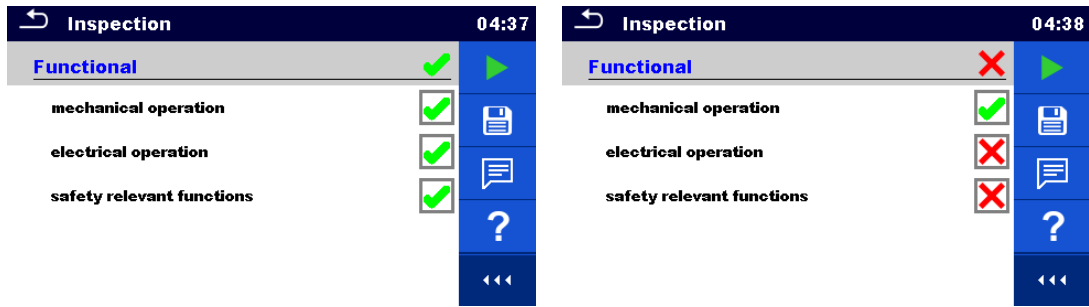 Inspection 04:37
Functional
mechanical operation
electrical operation
safety relevant functions
?
Inspection 04:38
Functional
mechanical operation
electrical operation
safety relevant functions
?